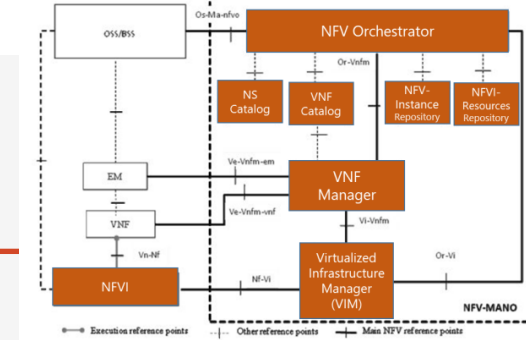 Os-Ma-nfvo
OSS/BSS
NFV Orchestrator
Or-Vnfm
NS
Catalog
VNF
Catalog
NFV-
Instance
Repository
NFVI-
Resources
Repository
Ve-Vnfm-em
EM
VNF
Manager
Ve-Vnfm-vnf
VNF
Vi-Vnfm
Vn-Nf
Virtualized
Infrastructure
Manager
(VIM)
Or-Vi
NFVI
Nf-Vi
NFV-MANO
Execution reference points
Other reference points
Main NFV reference points